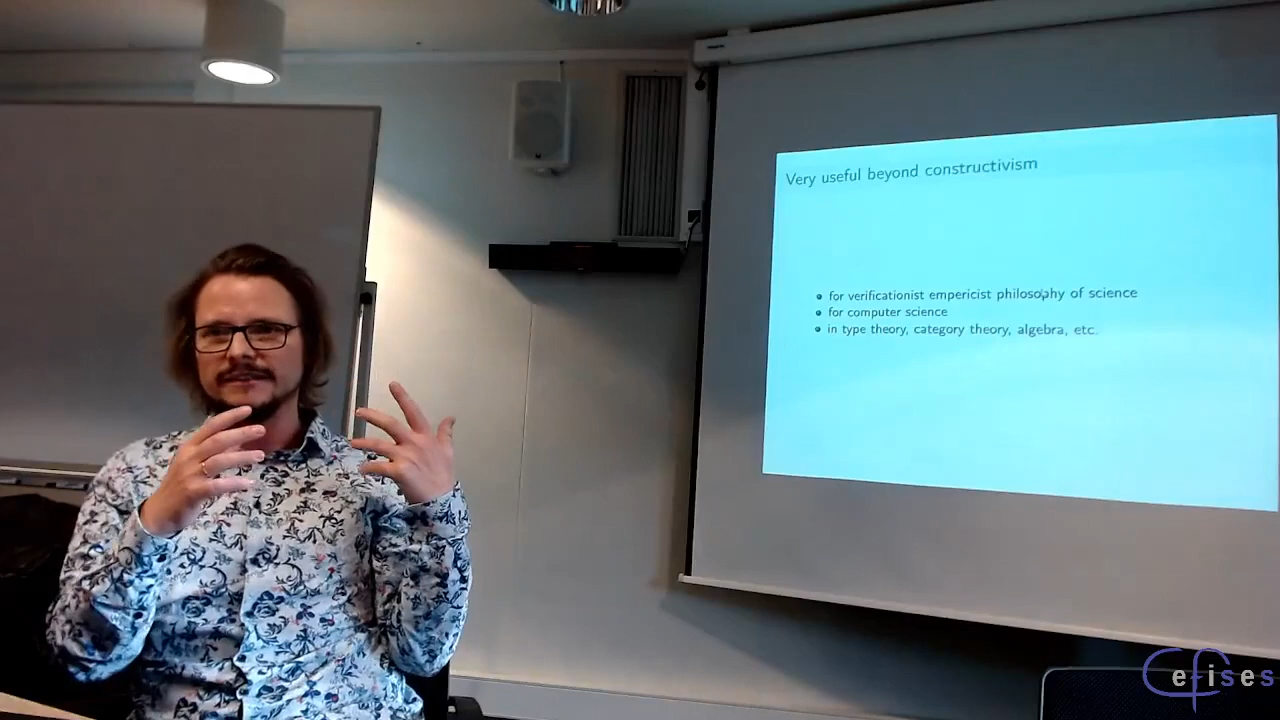 Very useful beyond constructivism
for verificationist empericist philosophy of science
for computer science
in type theory, category theory, algebra, etc.
Cefises